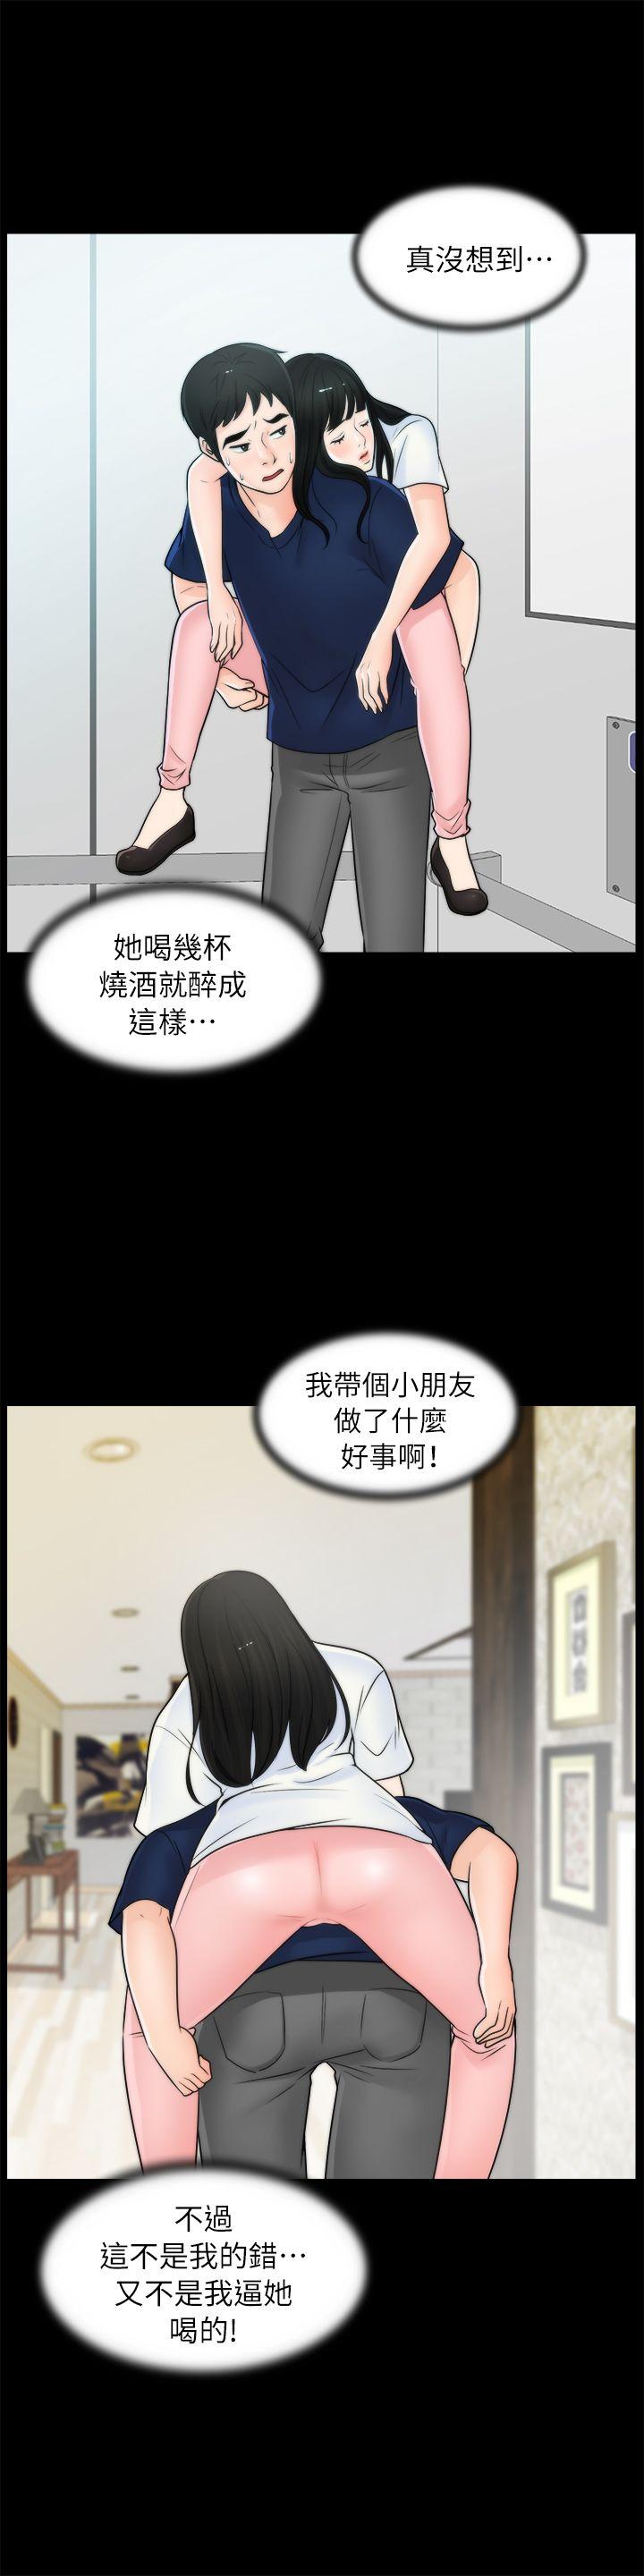 真沒想到⋯
她喝幾杯
燒酒就醉成
這樣⋯
我帶個小朋友
做了什麼
好事啊!
不過
這不是我的錯⋯
又不是我逼她
喝的!